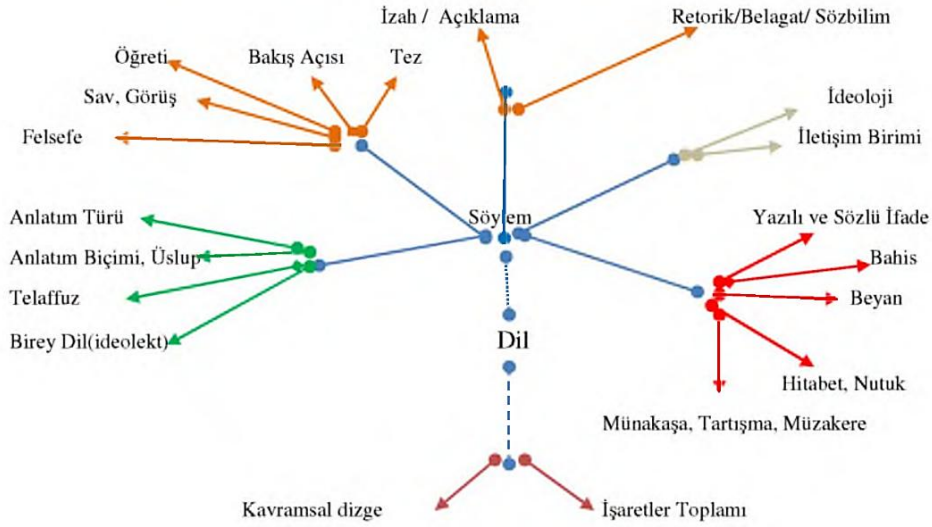 İzah / Açıklama
Retorik/Belagat/ Sözbilim
Öğreti
Bakış Açısı
Tez
Sav, Görüş
İdeoloji
Felsefe
İletişim Birimi
Anlatım Türü
Söylem
Yazılı ve Sözlü İfade
Anlatım Biçimi, Üslup
Bahis
Telaffuz
Beyan
Birey Dil(ideolekt)
Dil
Hitabet, Nutuk
Münakaşa, Tartışma, Müzakere
Kavramsal dizge
İşaretler Toplamı